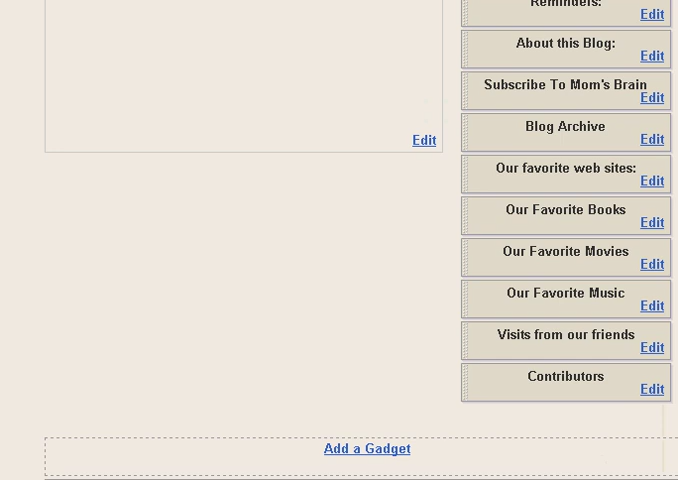 Reminders:
Edit
About this Blog:
Edit
Subscribe To Mom's Brain
Edit
Edit
Blog Archive
Edit
Our favorite web sites:
Edit
Our Favorite Books
Edit
Our Favorite Movies
Edit
Our Favorite Music
Edit
Visits from our friends
Edit
Contributors
Edit
Add a Gadget